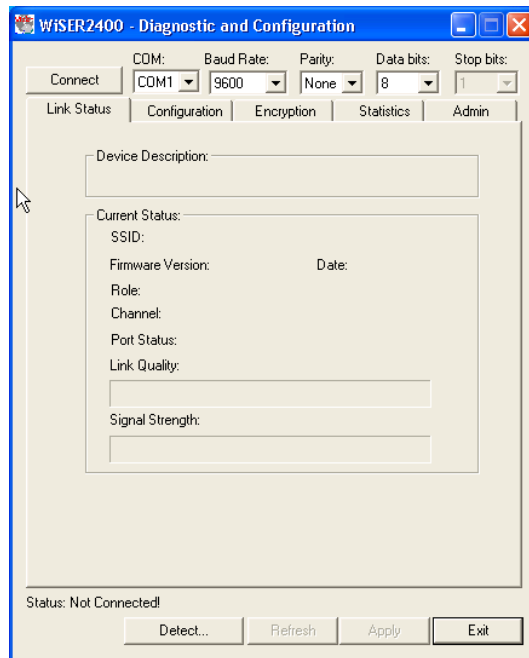 WiSER2400 - Diagnostic and Configuration
COM: Baud Rate: Parity: Data bits: Stop bits:
Connect COM1 9600 None 8 1
Link Status Configuration Encryption Statistics Admin
Device Description:
Current Status:
SSID:
Firmware Version: Date:
Role:
Channel:
Port Status:
Link Quality:
Signal Strength:
Status: Not Connected!
Detect... Refresh Apply Exit